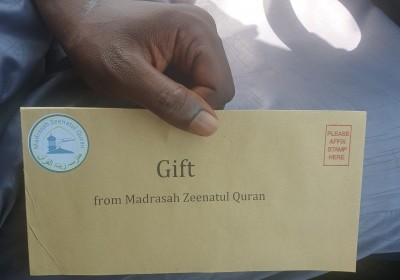 Madrasah Zeenatul Quran
Gift
from Madrasah Zeenatul Quran
PLEASE
AFFIX
STAMP
HERE